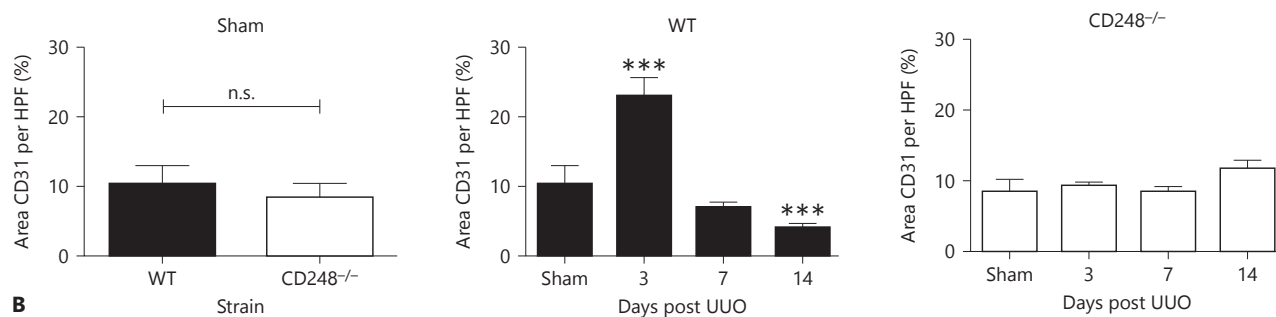 Sham
Area CD31 per HPF (%)
30
20
10
0
n.s.
WT
CD248–/–
Strain
B
WT
Area CD31 per HPF (%)
30
20
10
0
***
***
Sham
3
7
14
Days post UUO
CD248–/–
Area CD31 per HPF (%)
30
20
10
0
Sham
3
7
14
Days post UUO